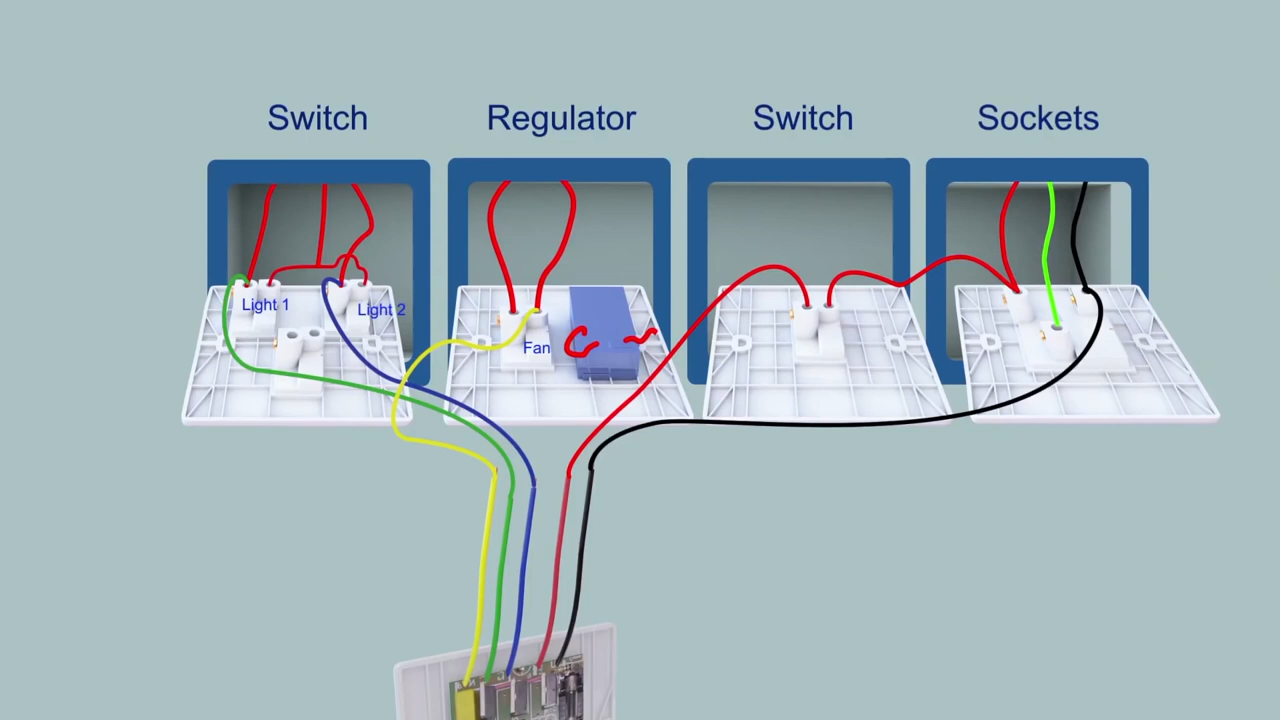 Switch
Regulator
Switch
Sockets
Light 1
Light 2
Fan